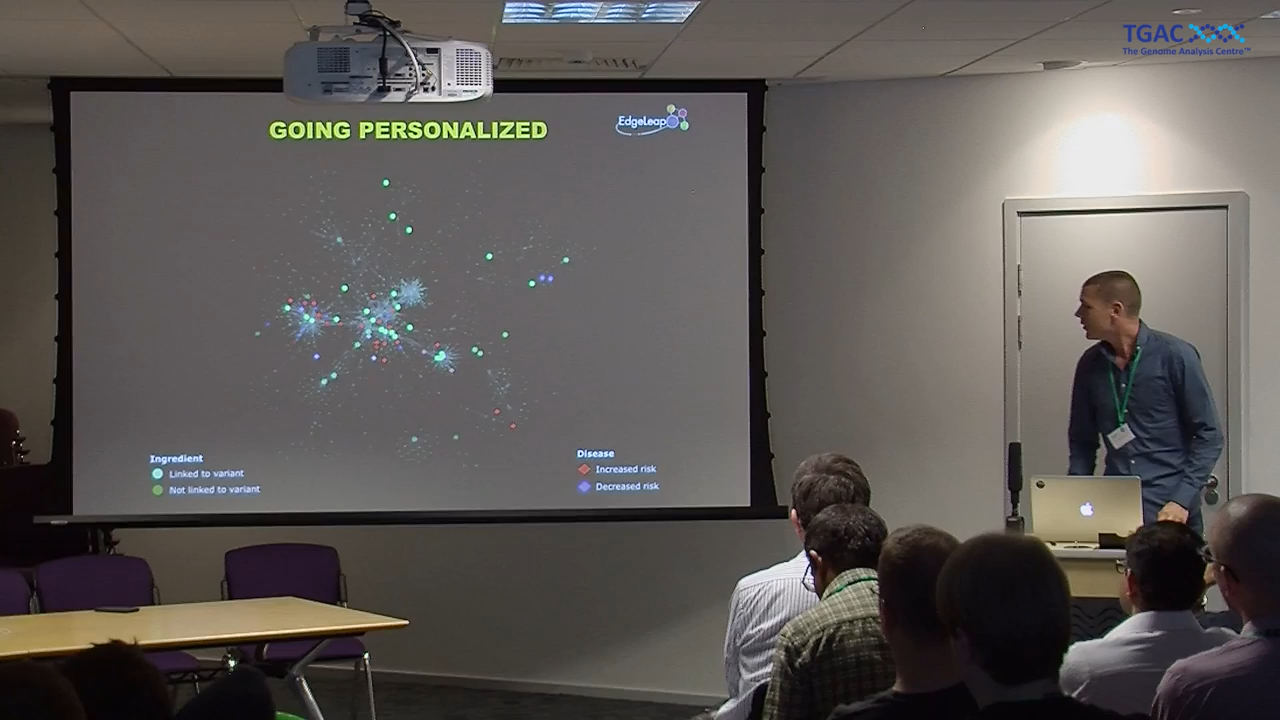 TGAC
The Genome Analysis Centre™
GOING PERSONALIZED
EdgeLeap
Ingredient
Linked to variant
Not linked to variant
Disease
Increased risk
Decreased risk